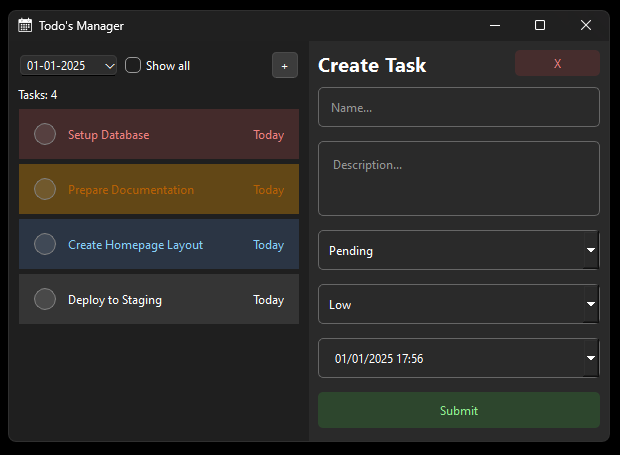 Todo's Manager
01-01-2025 Show all +
Tasks: 4
Setup Database Today
Prepare Documentation Today
Create Homepage Layout Today
Deploy to Staging Today
Create Task X
Name...
Description...
Pending
Low
01/01/2025 17:56
Submit